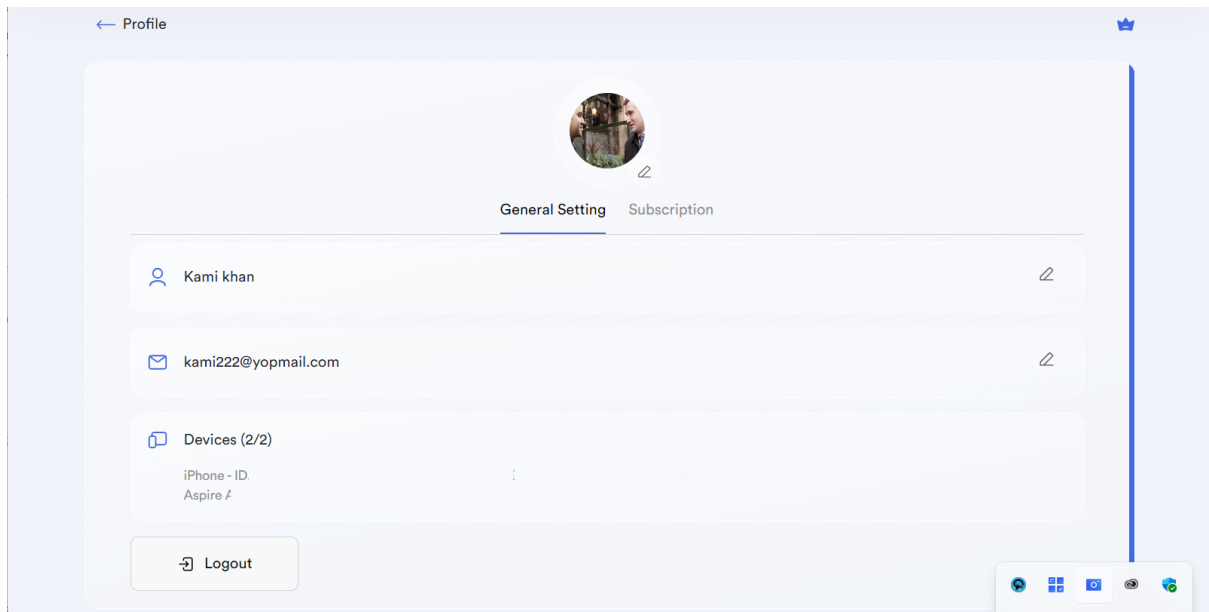 Profile
General Setting
Subscription
Kami khan
kami222@yopmail.com
Devices (2/2)
iPhone - ID
Aspire
Logout